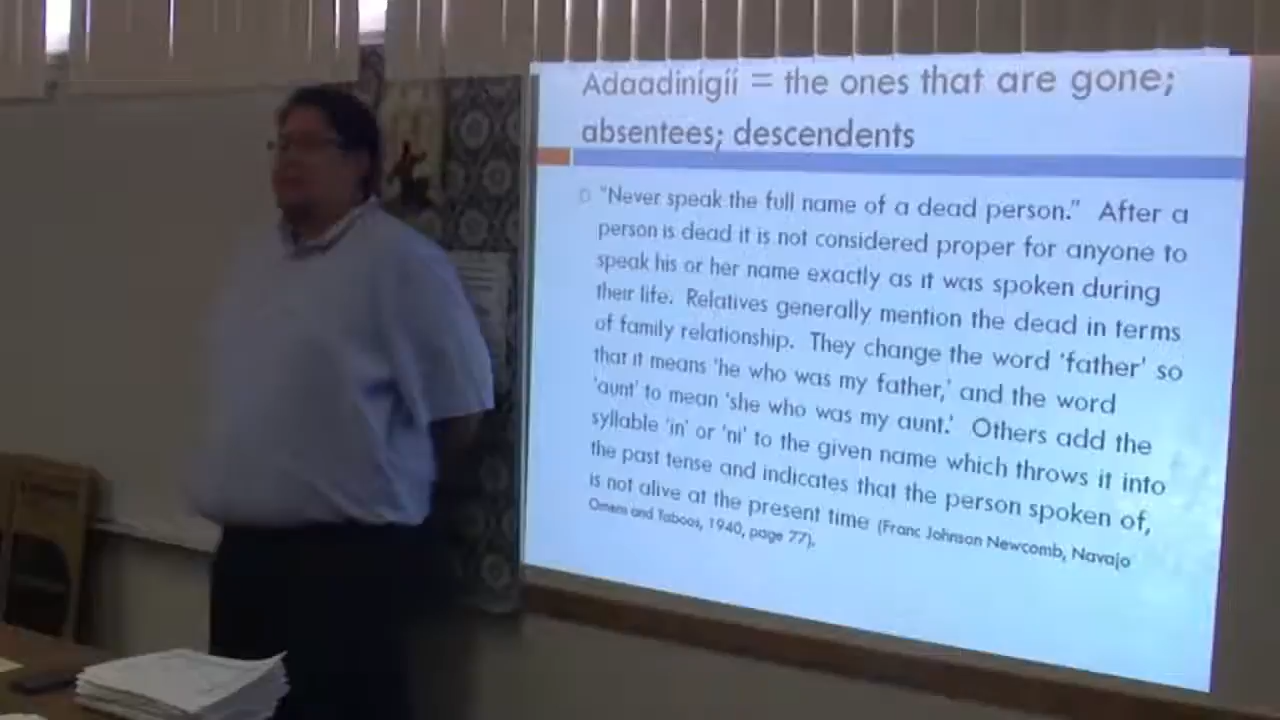 Adaadinígíí = the ones that are gone;
absentees; descendents
"Never speak the full name of a dead person." After a
person is dead it is not considered proper for anyone to
speak his or her name exactly as it was spoken during
their life. Relatives generally mention the dead in terms
of family relationship. They change the word 'father' so
that it means 'he who was my father,' and the word
'aunt' to mean 'she who was my aunt.' Others add the
syllable 'in' or 'ni' to the given name which throws it into
the past tense and indicates that the person spoken of,
is not alive at the present time (Franc Johnson Newcomb, Navajo
Omens and Taboos, 1940, page 77).